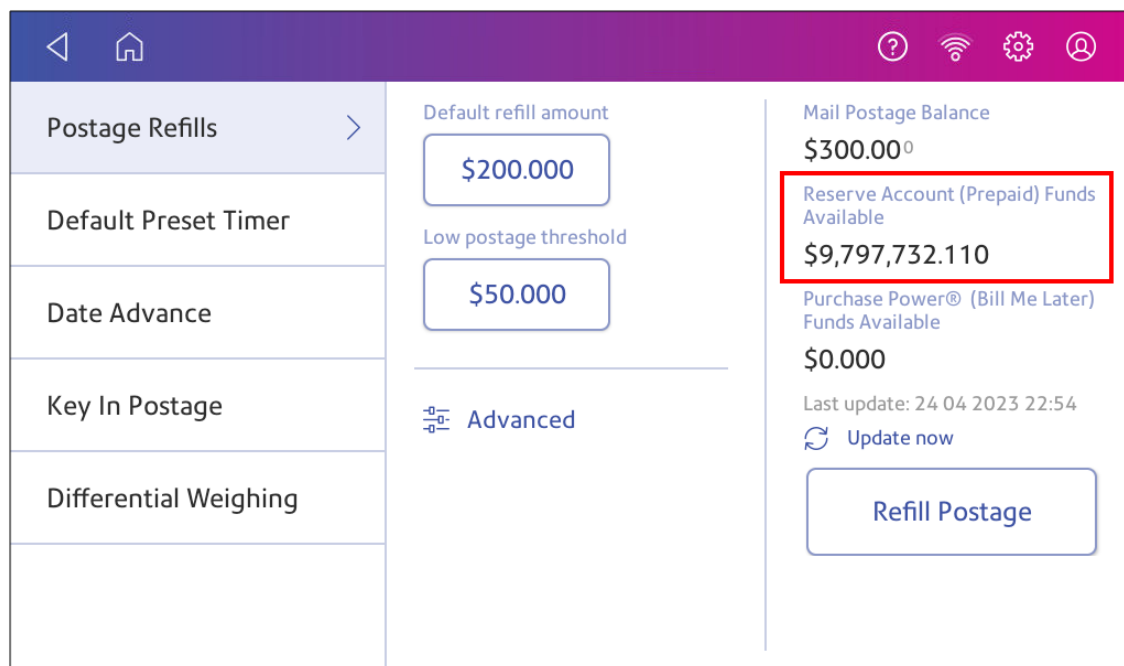 Postage Refills
Default Preset Timer
Date Advance
Key In Postage
Differential Weighing
Default refill amount
$200.000
Low postage threshold
$50.000
Advanced
Mail Postage Balance
$300.000
Reserve Account (Prepaid) Funds
Available
$9,797,732.110
Purchase Power® (Bill Me Later)
Funds Available
$0.000
Last update: 24 04 2023 22:54
Update now
Refill Postage